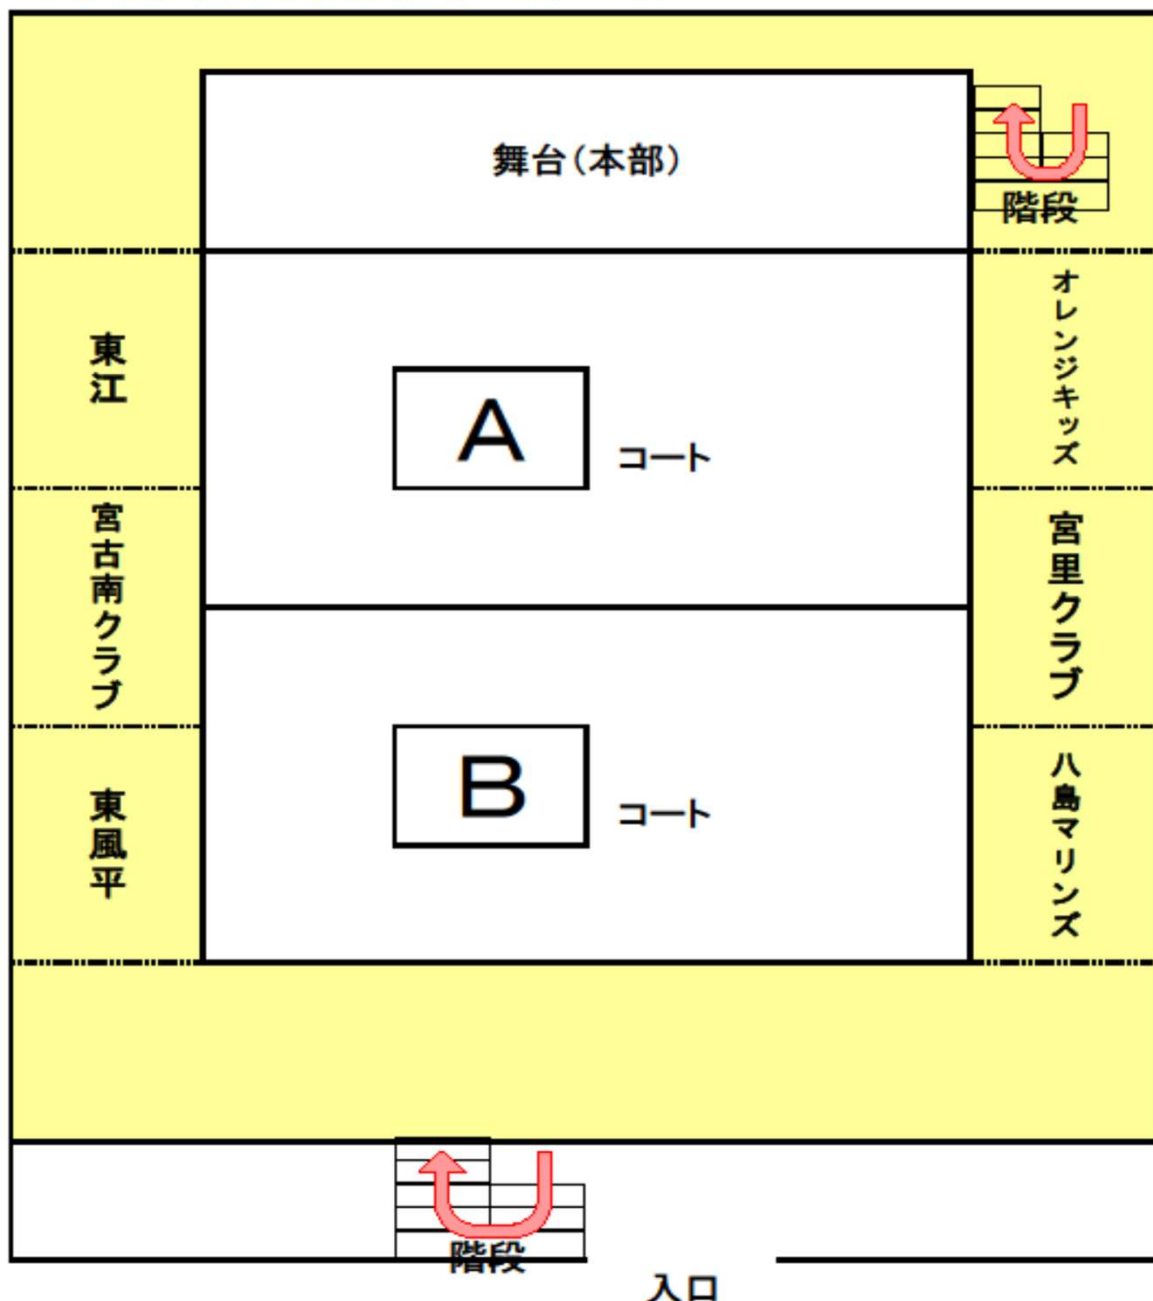 舞台(本部)
階段
東江
オレンジキッズ
A
コート
宮古南クラブ
宮里クラブ
B
コート
東風平
八島マリンズ
階段
入口